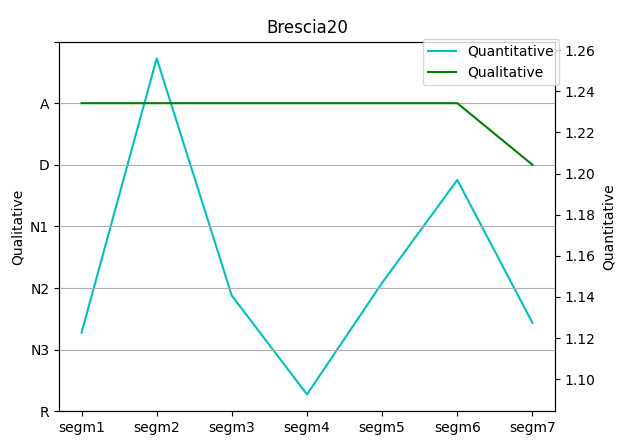 Brescia20
Quantitative
Qualitative
A
D
N1
N2
N3
R
Qualitative
1.26
1.24
1.22
1.20
1.18
1.16
1.14
1.12
1.10
Quantitative
segm1 segm2 segm3 segm4 segm5 segm6 segm7